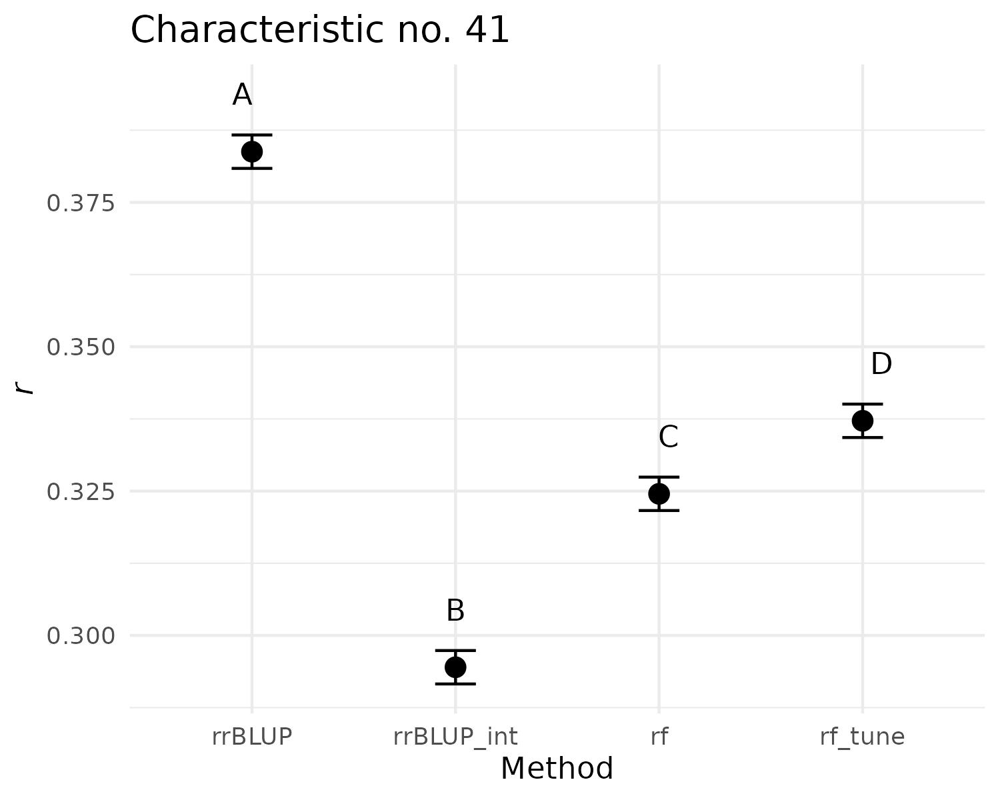 Characteristic no. 41
A
0.375
0.350
D
r
C
0.325
B
0.300
rrBLUP rrBLUP_int rf rf_tune
Method